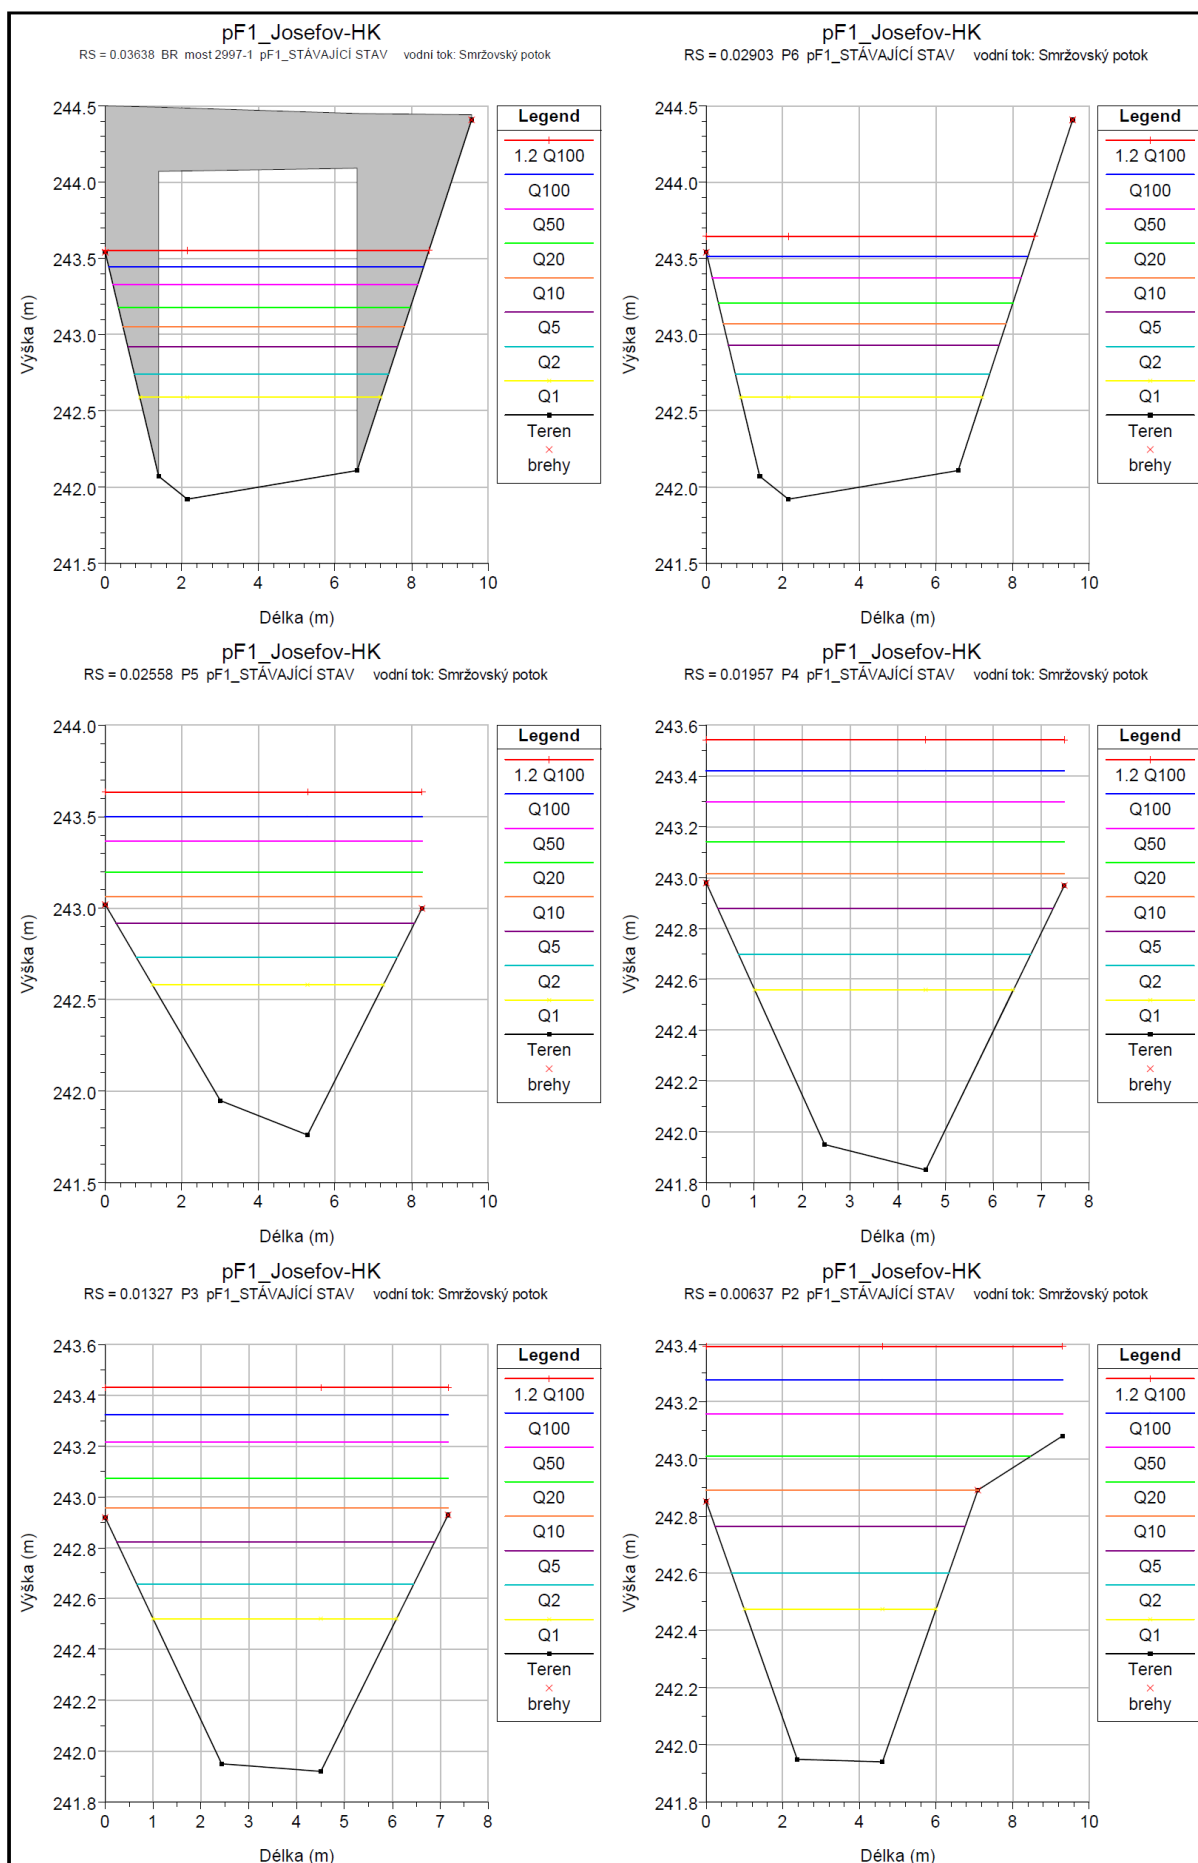 pF1_Josefov-HK
RS = 0.03638 BR most 2997-1 pF1_STÁVAJÍCÍ STAV vodní tok: Smržovský potok
244.5
244.0
243.5
243.0
242.5
242.0
241.5
Výška (m)
0 2 4 6 8 10
Délka (m)
Legend
1.2 Q100
Q100
Q50
Q20
Q10
Q5
Q2
Q1
Teren
brehy
pF1_Josefov-HK
RS = 0.02903 P6 pF1_STÁVAJÍCÍ STAV vodní tok: Smržovský potok
244.5
244.0
243.5
243.0
242.5
242.0
241.5
Výška (m)
0 2 4 6 8 10
Délka (m)
Legend
1.2 Q100
Q100
Q50
Q20
Q10
Q5
Q2
Q1
Teren
brehy
pF1_Josefov-HK
RS = 0.02558 P5 pF1_STÁVAJÍCÍ STAV vodní tok: Smržovský potok
244.0
243.5
243.0
242.5
242.0
241.5
Výška (m)
0 2 4 6 8 10
Délka (m)
Legend
1.2 Q100
Q100
Q50
Q20
Q10
Q5
Q2
Q1
Teren
brehy
pF1_Josefov-HK
RS = 0.01957 P4 pF1_STÁVAJÍCÍ STAV vodní tok: Smržovský potok
243.6
243.4
243.2
243.0
242.8
242.6
242.4
242.2
242.0
241.8
Výška (m)
0 1 2 3 4 5 6 7 8
Délka (m)
Legend
1.2 Q100
Q100
Q50
Q20
Q10
Q5
Q2
Q1
Teren
brehy
pF1_Josefov-HK
RS = 0.01327 P3 pF1_STÁVAJÍCÍ STAV vodní tok: Smržovský potok
243.6
243.4
243.2
243.0
242.8
242.6
242.4
242.2
242.0
241.8
Výška (m)
0 1 2 3 4 5 6 7 8
Délka (m)
Legend
1.2 Q100
Q100
Q50
Q20
Q10
Q5
Q2
Q1
Teren
brehy
pF1_Josefov-HK
RS = 0.00637 P2 pF1_STÁVAJÍCÍ STAV vodní tok: Smržovský potok
243.4
243.2
243.0
242.8
242.6
242.4
242.2
242.0
241.8
Výška (m)
0 2 4 6 8 10
Délka (m)
Legend
1.2 Q100
Q100
Q50
Q20
Q10
Q5
Q2
Q1
Teren
brehy